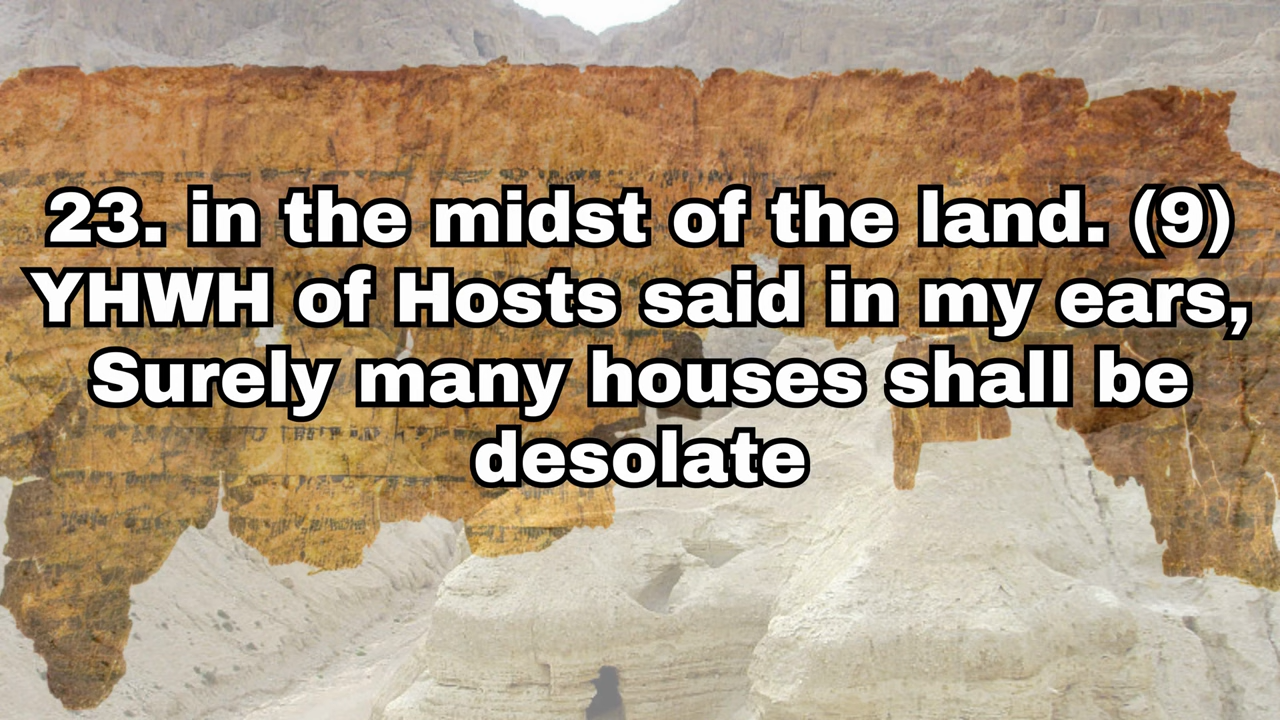 23. in the midst of the land. (9)
YHWH of Hosts said in my ears,
Surely many houses shall be
desolate